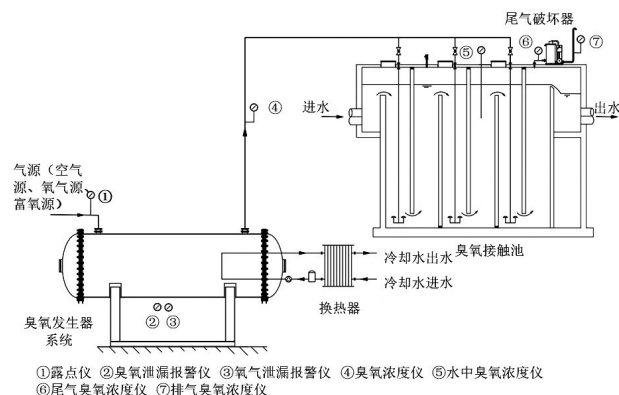 尾气破坏器
⑥
⑦
⑤
进水
出水
④
气源（空气
源、氧气源
富氧源）
①
臭氧接触池
冷却水出水
冷却水进水
换热器
②③
臭氧发生器
系统
①露点仪 ②臭氧泄漏报警仪 ③氧气泄漏报警仪 ④臭氧浓度仪 ⑤水中臭氧浓度仪
⑥尾气臭氧浓度仪 ⑦排气臭氧浓度仪